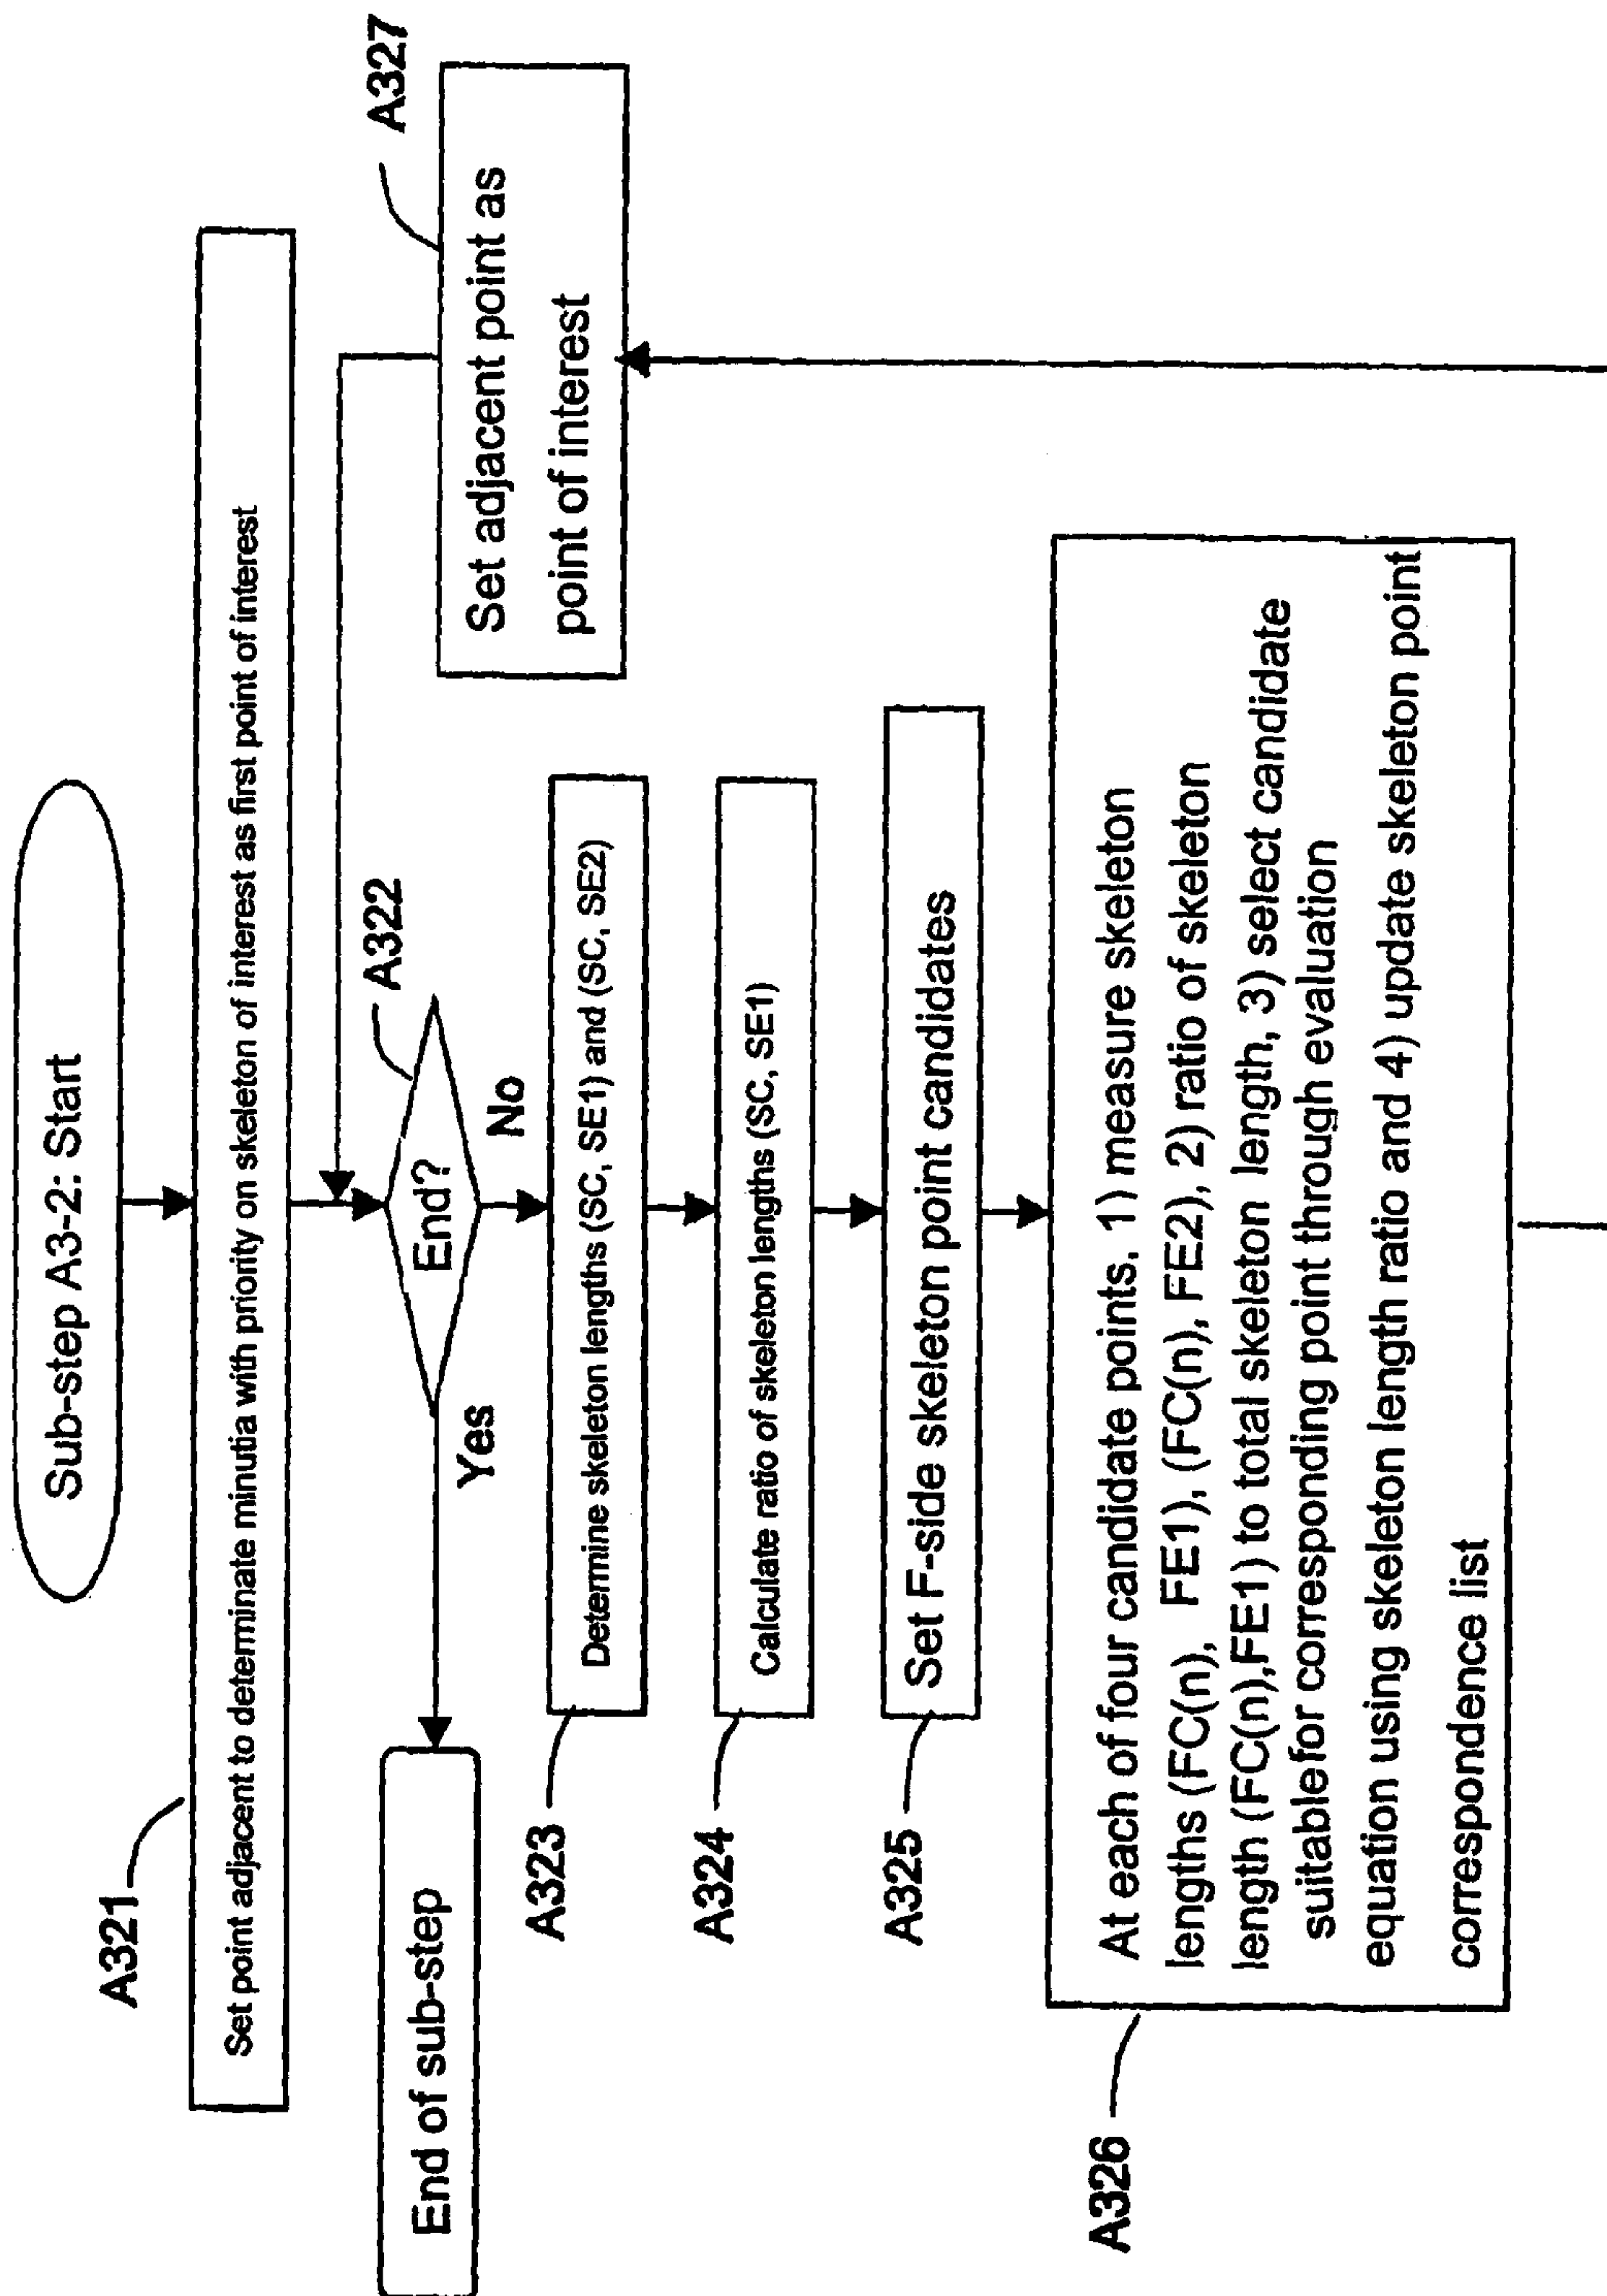 Sub-step A3-2: Start
A321
Set point adjacent to determinate minutia with priority on skeleton of interest as first point of interest
A322
End?
Yes
No
End of sub-step
A323
Determine skeleton lengths (SC, SE1) and (SC, SE2)
A324
Calculate ratio of skeleton lengths (SC, SE1)
A325
Set F-side skeleton point candidates
A326
At each of four candidate points, 1) measure skeleton
lengths (FC(n), FE1), (FC(n), FE2), 2) ratio of skeleton
length (FC(n),FE1) to total skeleton length, 3) select candidate
suitable for corresponding point through evaluation
equation using skeleton length ratio and 4) update skeleton point
correspondence list
A327
Set adjacent point as
point of interest